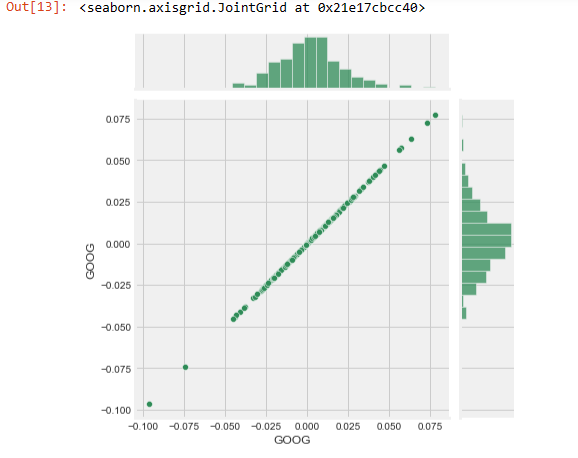 Out[13]: <seaborn.axisgrid.JointGrid at 0x21e17cbcc40>
0.075
0.050
0.025
0.000
−0.025
−0.050
−0.075
−0.100
GOOG
−0.100 −0.075 −0.050 −0.025 0.000 0.025 0.050 0.075
GOOG